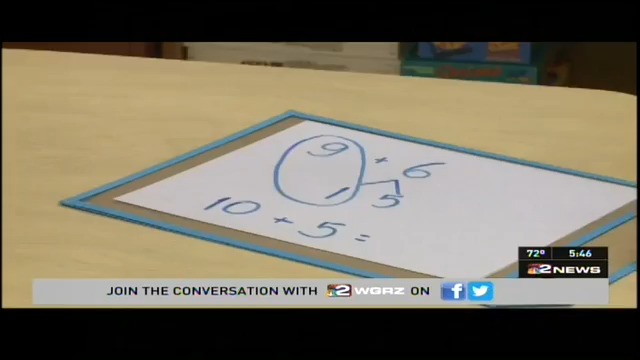 9 + 6
1 5
10 + 5 =
72° 5:46
2 NEWS
JOIN THE CONVERSATION WITH 2 WGRZ ON f